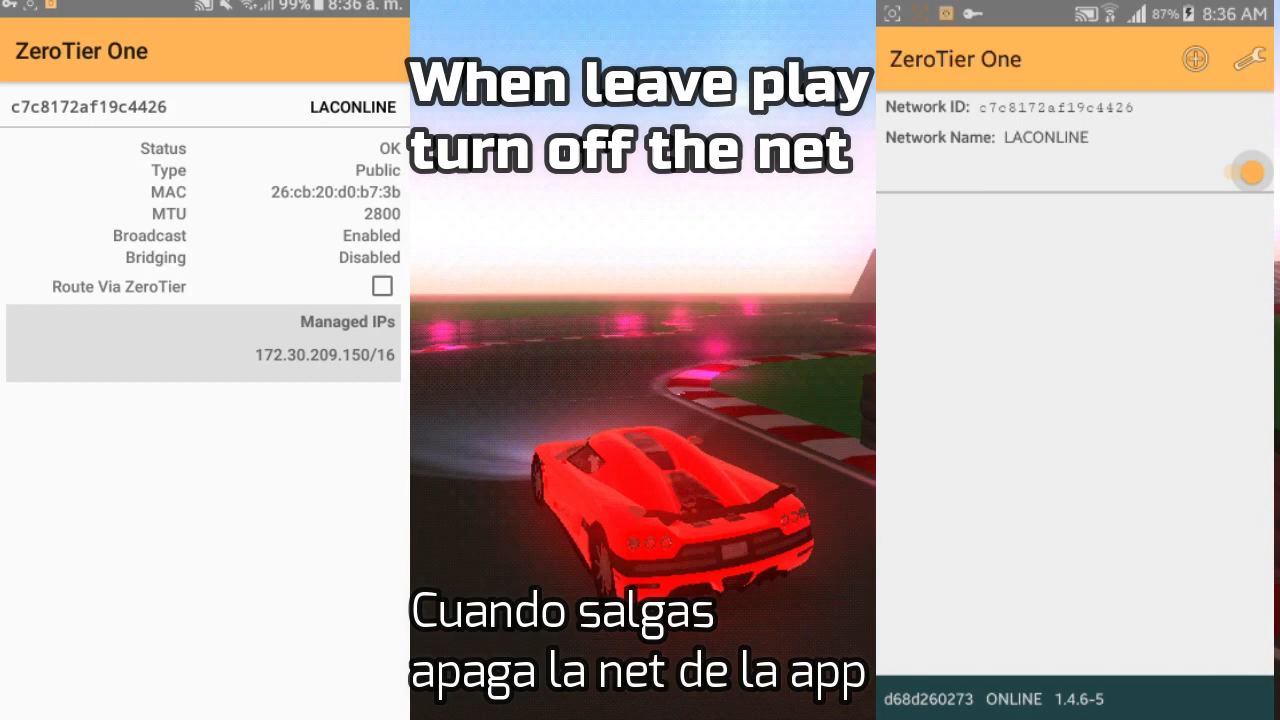 99% 8:36 a. m.
ZeroTier One
c7c8172af19c4426 LACONLINE
Status OK
Type Public
MAC 26:cb:20:d0:b7:3b
MTU 2800
Broadcast Enabled
Bridging Disabled
Route Via ZeroTier
Managed IPs
172.30.209.150/16
When leave play
turn off the net
Cuando salgas
apaga la net de la app
87% 8:36 AM
ZeroTier One
Network ID: c7c8172af19c4426
Network Name: LACONLINE
d68d260273 ONLINE 1.4.6-5